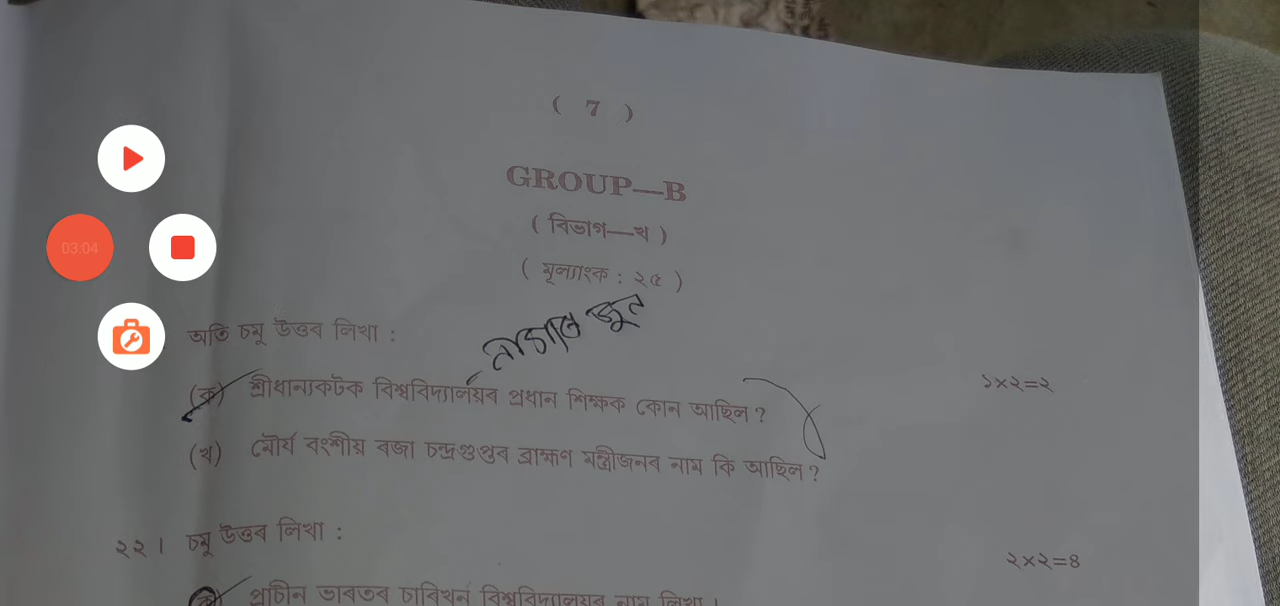 ( 7 )
GROUP—B
( বিভাগ—খ )
( মূল্যাংক : ২৫ )
03:04
অতি চমু উত্তৰ লিখা :
(ক) শ্ৰীধান্যকটক বিশ্ববিদ্যালয়ৰ প্ৰধান শিক্ষক কোন আছিল ?
১×২=২
(খ) মৌৰ্য বংশীয় ৰজা চন্দ্ৰগুপ্তৰ ব্ৰাহ্মণ মন্ত্ৰীজনৰ নাম কি আছিল ?
২২। চমু উত্তৰ লিখা :
২×২=৪
(ক) প্ৰাচীন ভাৰতৰ চাৰিখন বিশ্ববিদ্যালয়ৰ নাম লিখা।